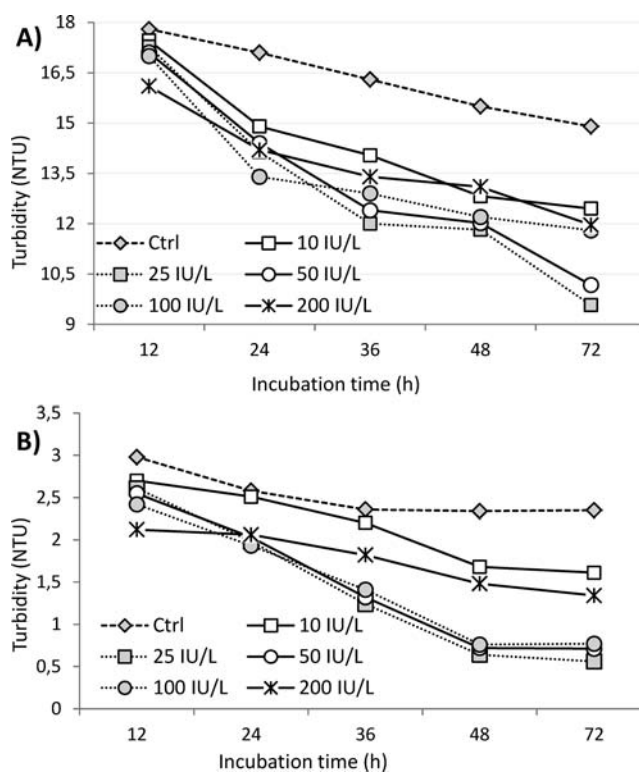 A)
Turbidity (NTU)
18
16,5
15
13,5
12
10,5
9
Ctrl 10 IU/L
25 IU/L 50 IU/L
100 IU/L 200 IU/L
12 24 36 48 72
Incubation time (h)
B)
Turbidity (NTU)
3,5
3
2,5
2
1,5
1
0,5
0
Ctrl 10 IU/L
25 IU/L 50 IU/L
100 IU/L 200 IU/L
12 24 36 48 72
Incubation time (h)